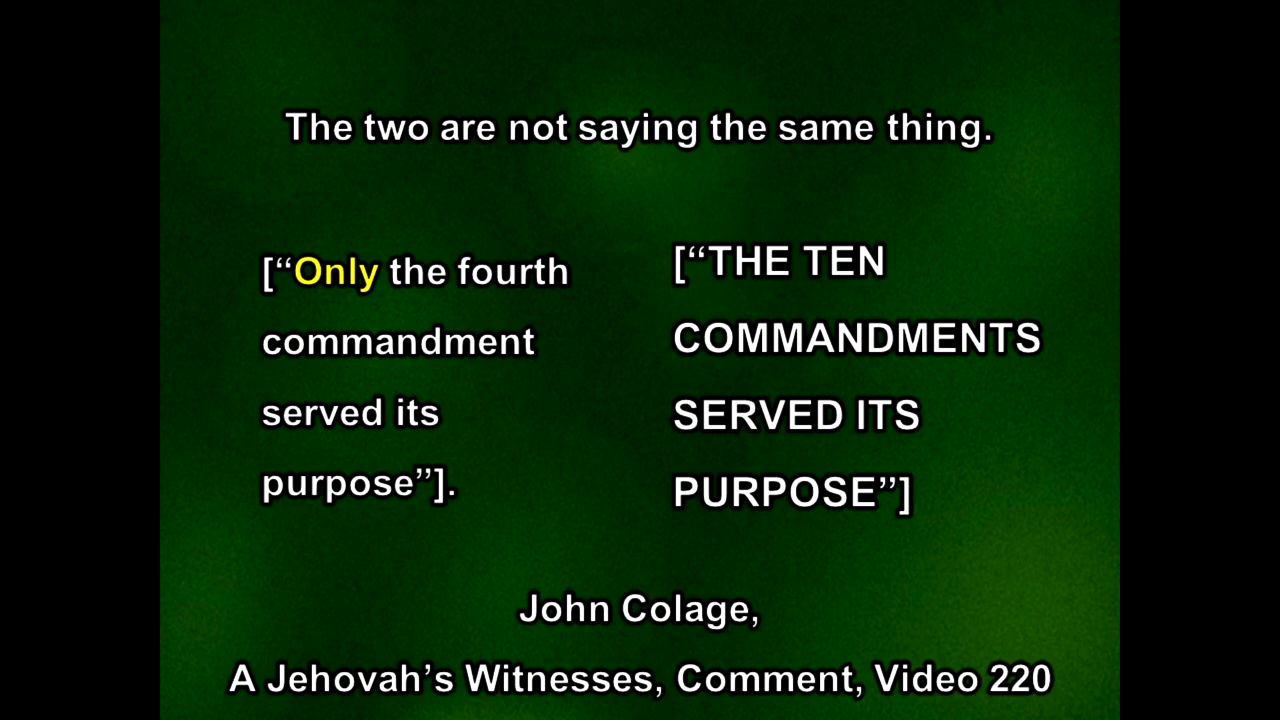 The two are not saying the same thing.
[“Only the fourth
commandment
served its
purpose”].
[“THE TEN
COMMANDMENTS
SERVED ITS
PURPOSE”]
John Colage,
A Jehovah’s Witnesses, Comment, Video 220